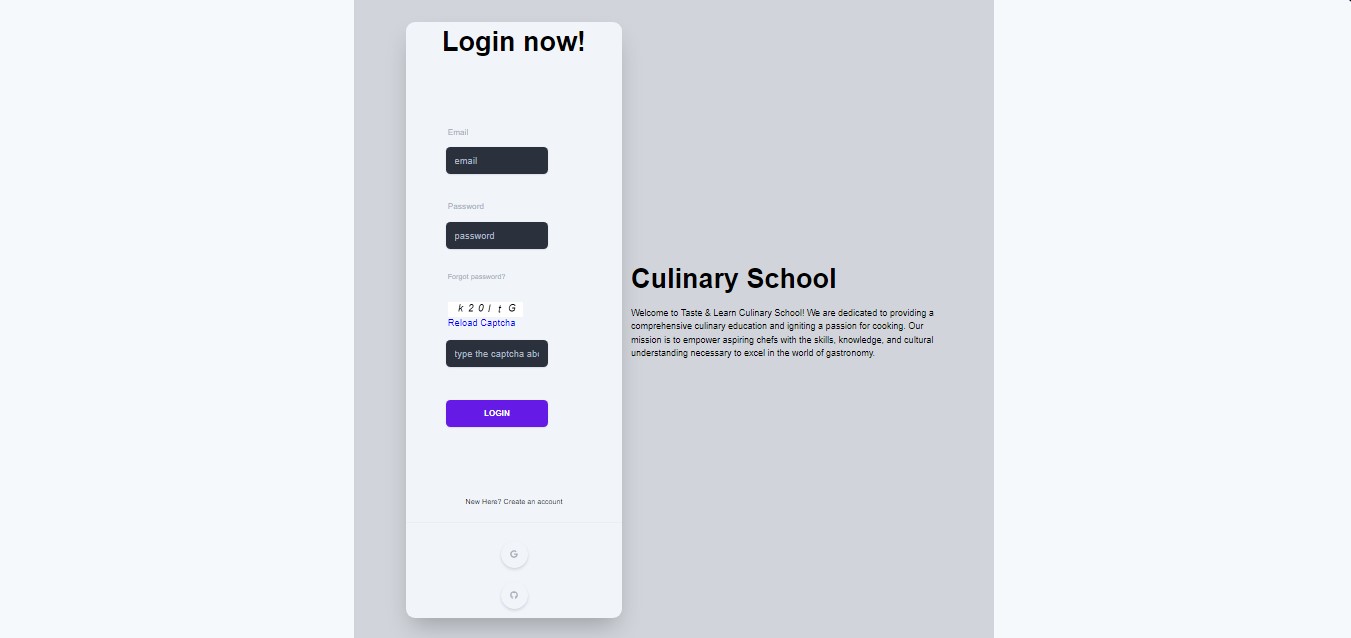 Login now!
Email
email
Password
password
Forgot password?
k 2 0 l t G
Reload Captcha
type the captcha abo
LOGIN
New Here? Create an account
G
Culinary School
Welcome to Taste & Learn Culinary School! We are dedicated to providing a
comprehensive culinary education and igniting a passion for cooking. Our
mission is to empower aspiring chefs with the skills, knowledge, and cultural
understanding necessary to excel in the world of gastronomy.